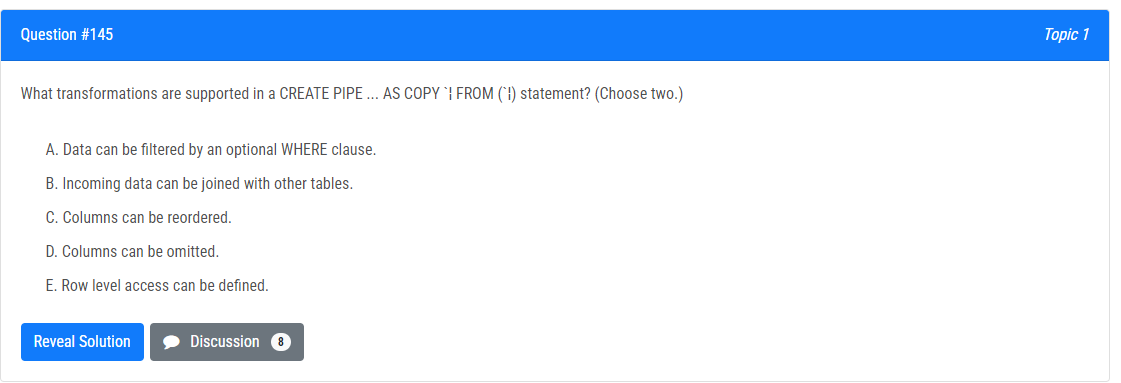 Question #145
Topic 1
What transformations are supported in a CREATE PIPE ... AS COPY `¦ FROM (`¦) statement? (Choose two.)
A. Data can be filtered by an optional WHERE clause.
B. Incoming data can be joined with other tables.
C. Columns can be reordered.
D. Columns can be omitted.
E. Row level access can be defined.
Reveal Solution
Discussion 8